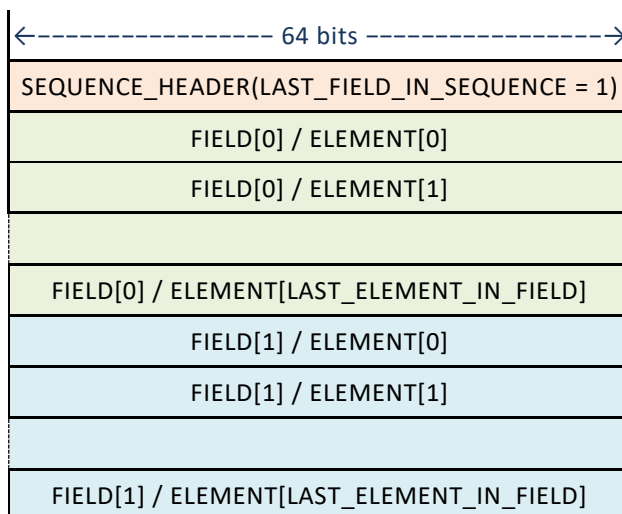 64 bits
SEQUENCE_HEADER(LAST_FIELD_IN_SEQUENCE = 1)
FIELD[0] / ELEMENT[0]
FIELD[0] / ELEMENT[1]
FIELD[0] / ELEMENT[LAST_ELEMENT_IN_FIELD]
FIELD[1] / ELEMENT[0]
FIELD[1] / ELEMENT[1]
FIELD[1] / ELEMENT[LAST_ELEMENT_IN_FIELD]